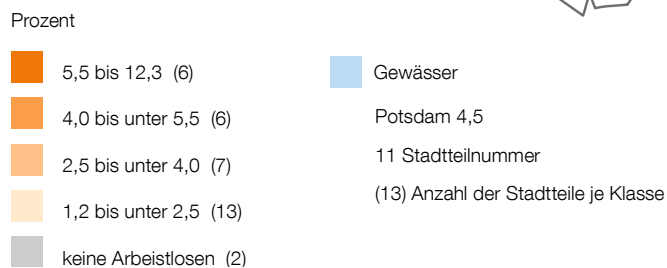 Prozent
5,5 bis 12,3 (6)
4,0 bis unter 5,5 (6)
2,5 bis unter 4,0 (7)
1,2 bis unter 2,5 (13)
keine Arbeistlosen (2)
Gewässer
Potsdam 4,5
11 Stadtteilnummer
(13) Anzahl der Stadtteile je Klasse